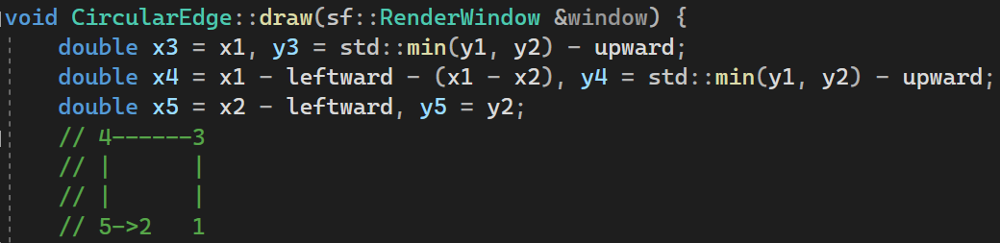 void CircularEdge::draw(sf::RenderWindow &window) {
    double x3 = x1, y3 = std::min(y1, y2) - upward;
    double x4 = x1 - leftward - (x1 - x2), y4 = std::min(y1, y2) - upward;
    double x5 = x2 - leftward, y5 = y2;
    // 4------3
    // |      |
    // |      |
    // 5->2   1